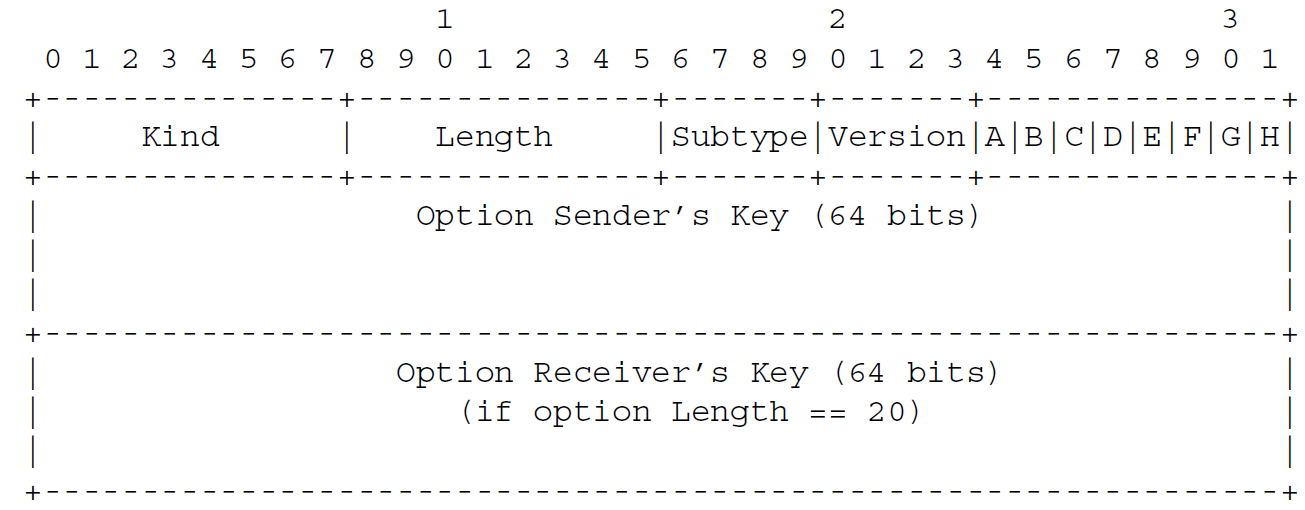 1                   2                   3
 0 1 2 3 4 5 6 7 8 9 0 1 2 3 4 5 6 7 8 9 0 1 2 3 4 5 6 7 8 9 0 1
+---------------+---------------+-------+-------+---------------+
|     Kind      |    Length     |Subtype|Version|A|B|C|D|E|F|G|H|
+---------------+---------------+-------+-------+---------------+
|                   Option Sender’s Key (64 bits)               |
|                                                               |
|                                                               |
+---------------------------------------------------------------+
|                  Option Receiver’s Key (64 bits)              |
|                     (if option Length == 20)                  |
|                                                               |
+---------------------------------------------------------------+